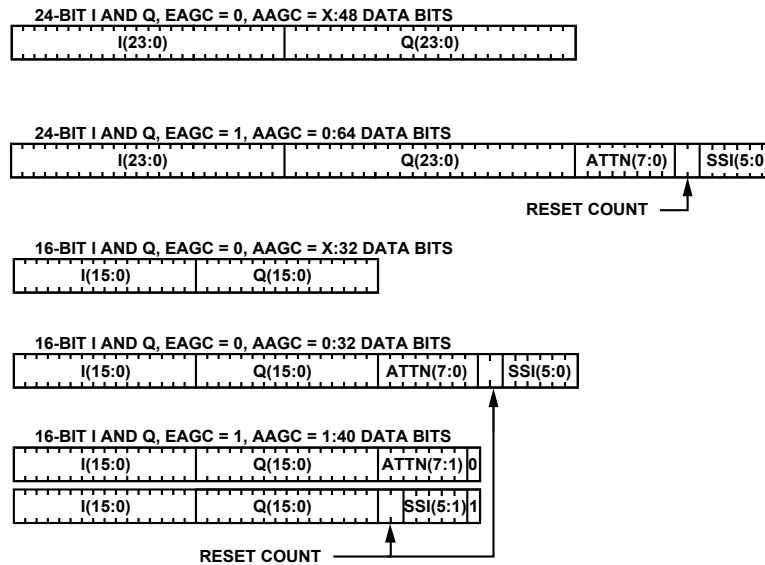 24-BIT I AND Q, EAGC = 0, AAGC = X:48 DATA BITS
I(23:0) Q(23:0)
24-BIT I AND Q, EAGC = 1, AAGC = 0:64 DATA BITS
I(23:0) Q(23:0) ATTN(7:0) SSI(5:0
RESET COUNT
16-BIT I AND Q, EAGC = 0, AAGC = X:32 DATA BITS
I(15:0) Q(15:0)
16-BIT I AND Q, EAGC = 0, AAGC = 0:32 DATA BITS
I(15:0) Q(15:0) ATTN(7:0) SSI(5:0)
16-BIT I AND Q, EAGC = 1, AAGC = 1:40 DATA BITS
I(15:0) Q(15:0) ATTN(7:1) 0
I(15:0) Q(15:0) SSI(5:1) 1
RESET COUNT